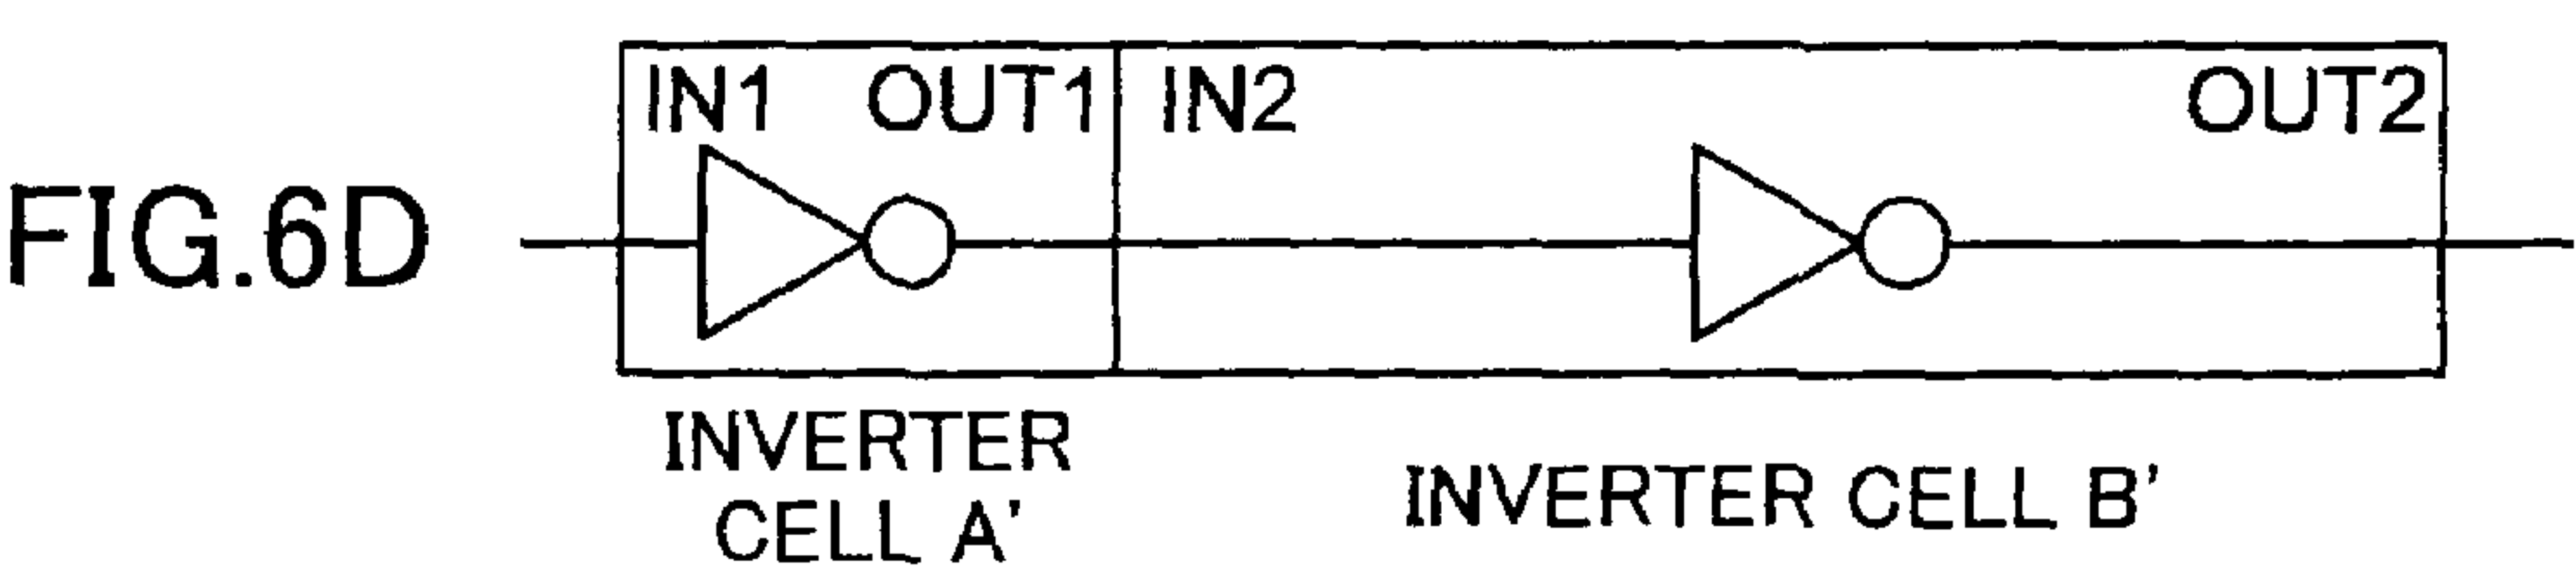 FIG.6D
IN1
OUT1
IN2
OUT2
INVERTER
CELL A'
INVERTER CELL B'